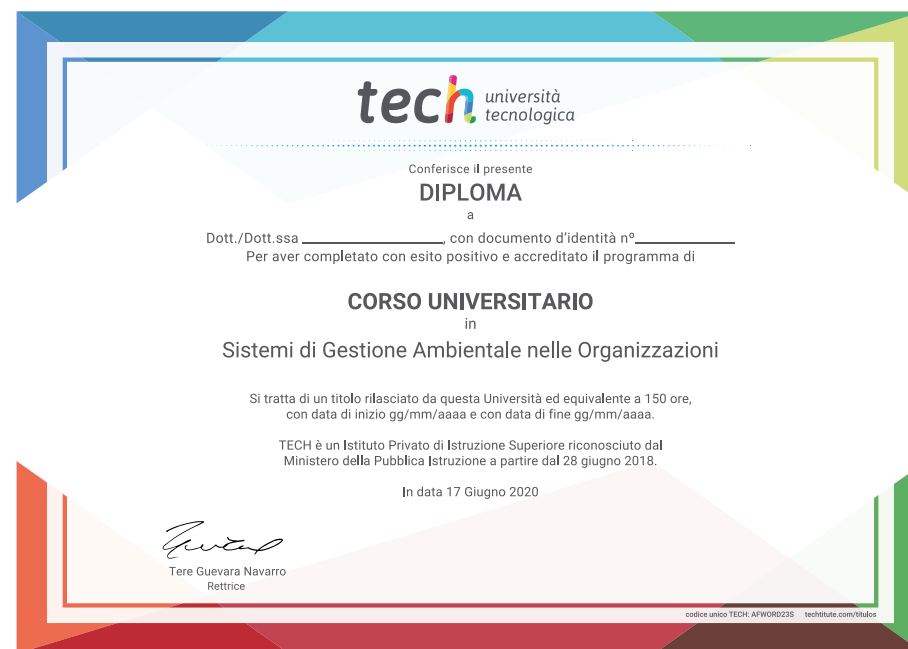 tech università
tecnologica
Conferisce il presente
DIPLOMA
a
Dott./Dott.ssa ______________, con documento d'identità nº__________
Per aver completato con esito positivo e accreditato il programma di
CORSO UNIVERSITARIO
in
Sistemi di Gestione Ambientale nelle Organizzazioni
Si tratta di un titolo rilasciato da questa Università ed equivalente a 150 ore,
con data di inizio gg/mm/aaaa e con data di fine gg/mm/aaaa.
TECH è un Istituto Privato di Istruzione Superiore riconosciuto dal
Ministero della Pubblica Istruzione a partire dal 28 giugno 2018.
In data 17 Giugno 2020
Tere Guevara Navarro
Rettrice
codice unico TECH: AFWORD23S techtitute.com/titulos